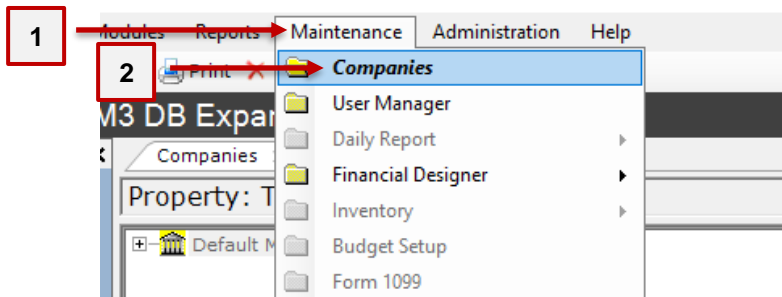 1
Modules Reports Maintenance Administration Help
2
Print
Companies
M3 DB Expan
User Manager
Daily Report
Companies
Financial Designer
Property: T
Inventory
Default M
Budget Setup
Form 1099